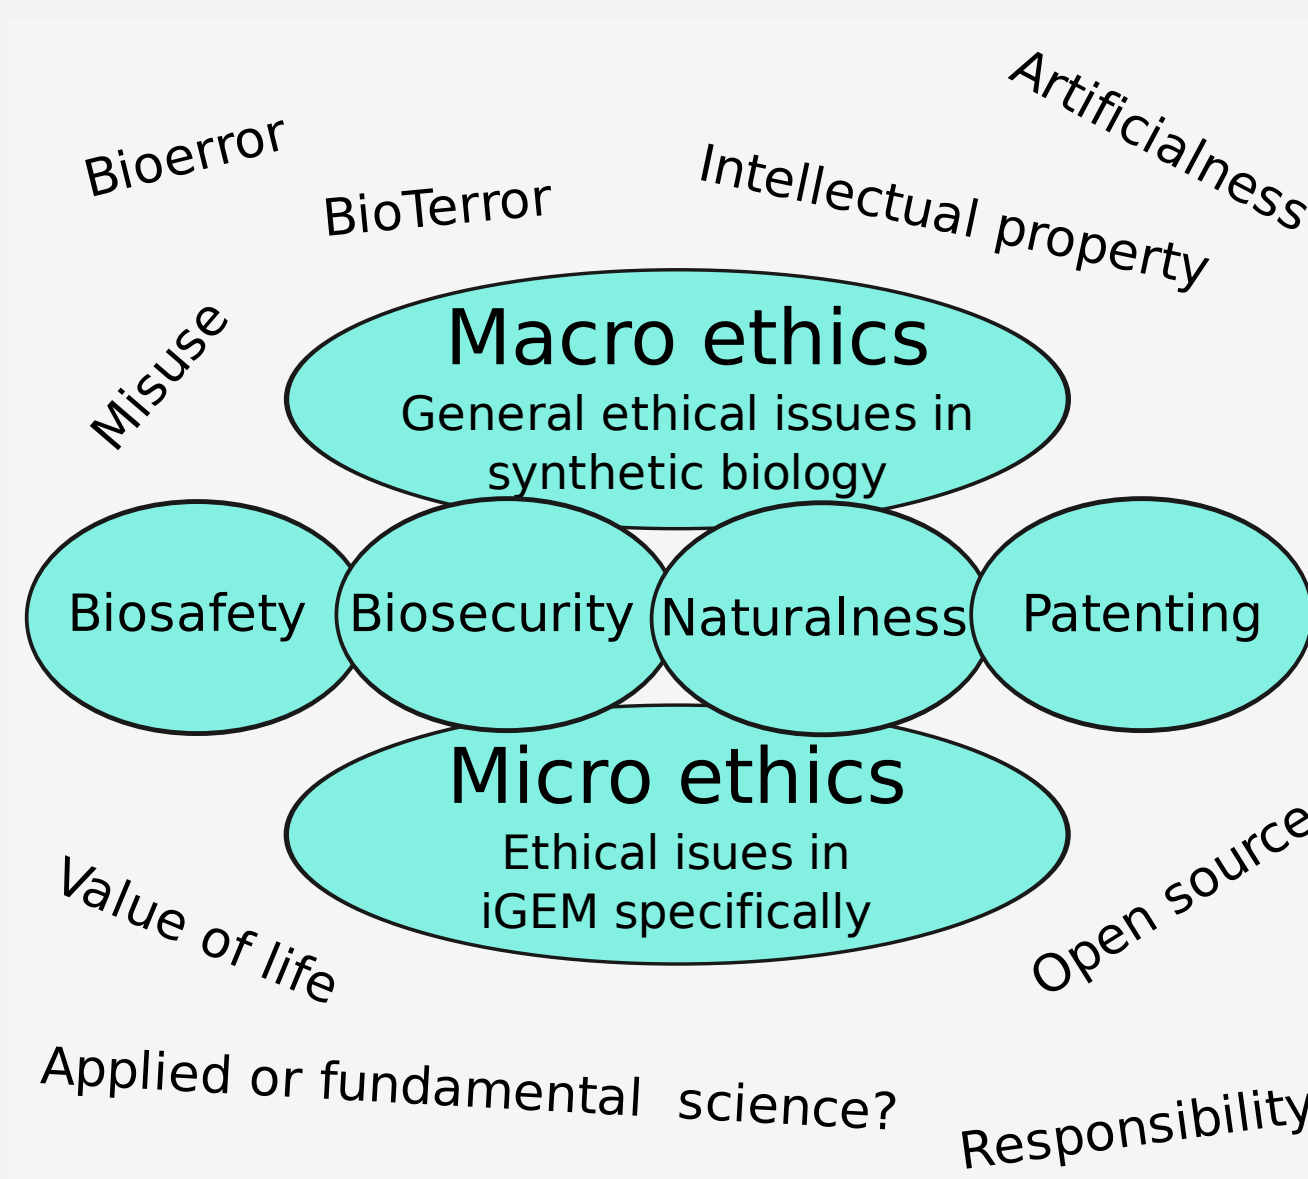 Artificialness
Bioerror
BioTerror
Intellectual property
Misuse
Macro ethics
General ethical issues in
synthetic biology
Biosafety
Biosecurity
Naturalness
Patenting
Micro ethics
Ethical isues in
iGEM specifically
Value of life
Open source
Applied or fundamental science?
Responsibility